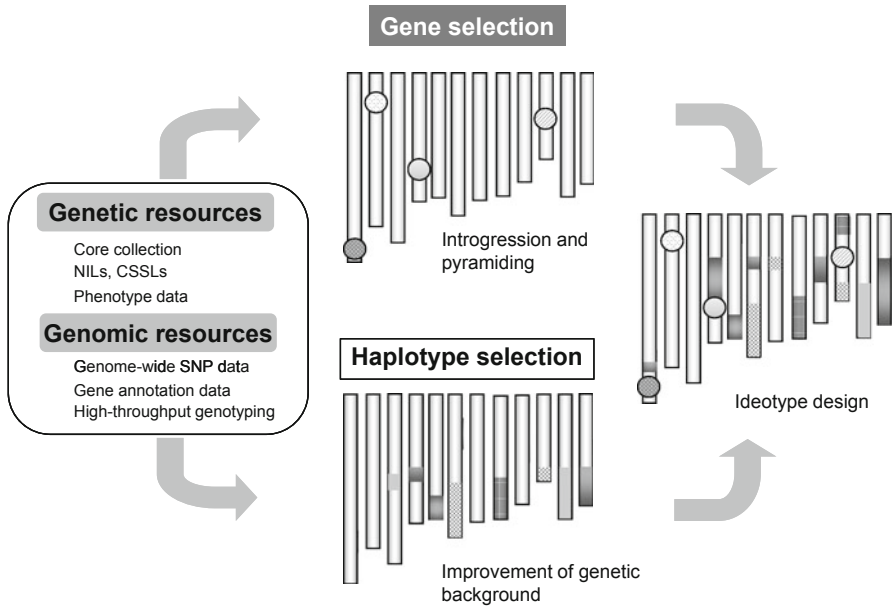 Gene selection
Genetic resources
Core collection
NILs, CSSLs
Phenotype data
Genomic resources
Genome-wide SNP data
Gene annotation data
High-throughput genotyping
Introgression and
pyramiding
Haplotype selection
Improvement of genetic
background
Ideotype design